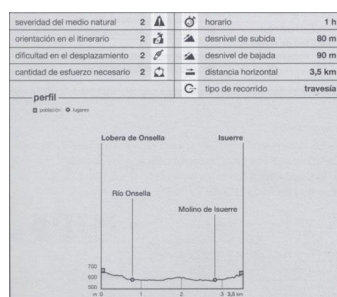 severidad del medio natural 2
orientación en el itinerario 2
dificultad en el desplazamiento 2
cantidad de esfuerzo necesario 2
horario 1 h
desnivel de subida 80 m
desnivel de bajada 90 m
distancia horizontal 3,5 km
tipo de recorrido travesía
perfil
población lugares
Lobera de Onsella Isuerre
Río Onsella
Molino de Isuerre
700
600
500
m 0 1 2 3 3,5 km